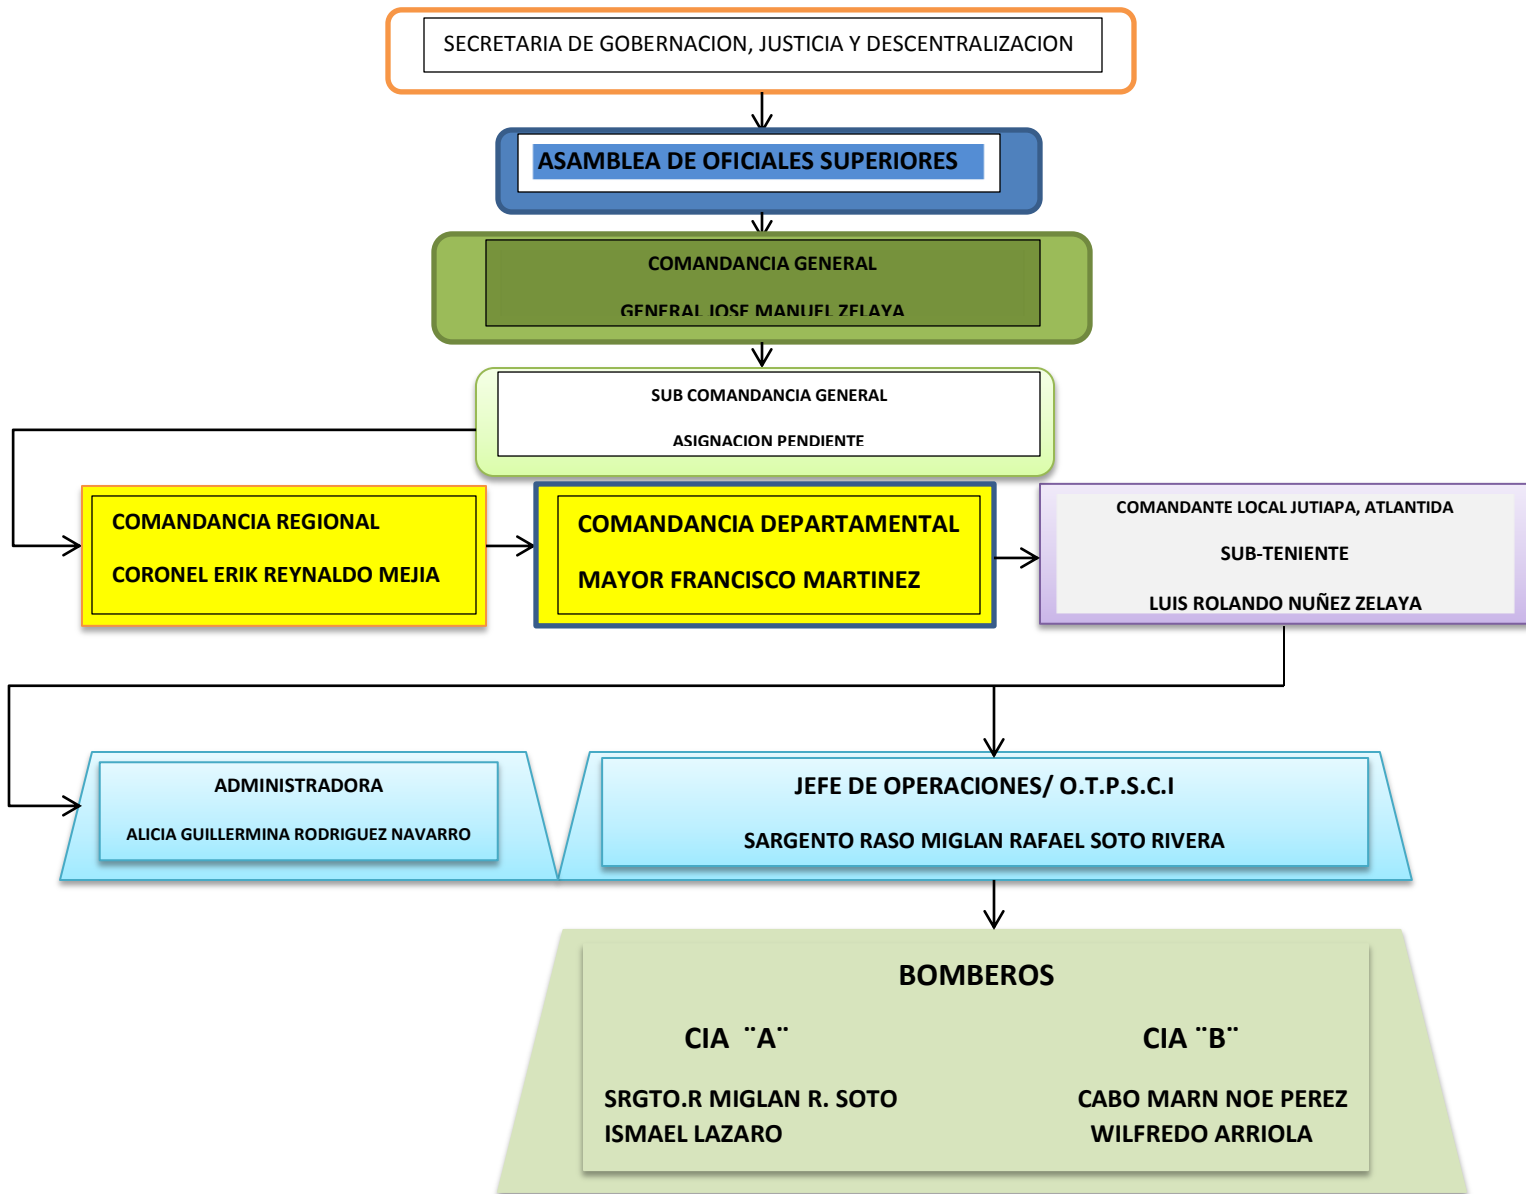 SECRETARIA DE GOBERNACION, JUSTICIA Y DESCENTRALIZACION
ASAMBLEA DE OFICIALES SUPERIORES
COMANDANCIA GENERAL
GENERAL JOSE MANUEL ZELAYA
SUB COMANDANCIA GENERAL
ASIGNACION PENDIENTE
COMANDANCIA REGIONAL
CORONEL ERIK REYNALDO MEJIA
COMANDANCIA DEPARTAMENTAL
MAYOR FRANCISCO MARTINEZ
COMANDANTE LOCAL JUTIAPA, ATLANTIDA
SUB-TENIENTE
LUIS ROLANDO NUÑEZ ZELAYA
ADMINISTRADORA
ALICIA GUILLERMINA RODRIGUEZ NAVARRO
JEFE DE OPERACIONES/ O.T.P.S.C.I
SARGENTO RASO MIGLAN RAFAEL SOTO RIVERA
BOMBEROS
CIA ¨A¨ CIA ¨B¨
SRGTO.R MIGLAN R. SOTO CABO MARN NOE PEREZ
ISMAEL LAZARO WILFREDO ARRIOLA